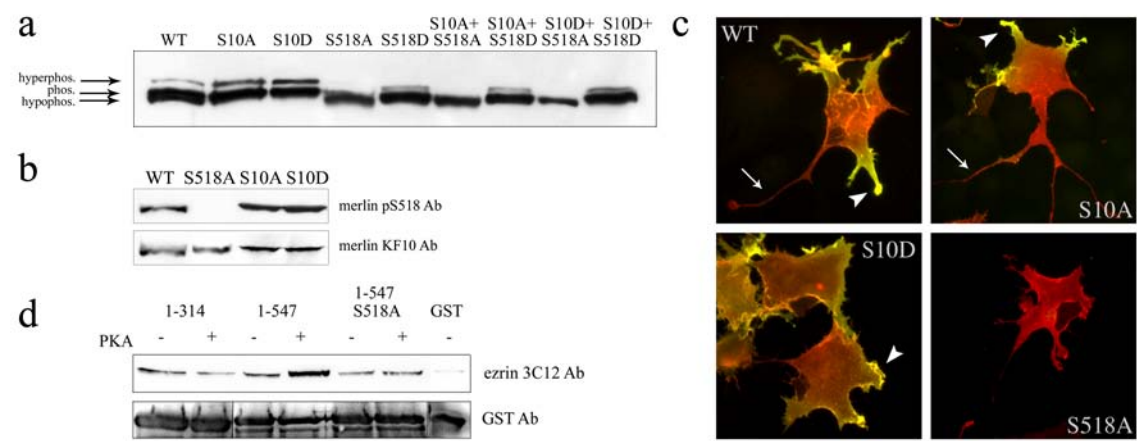 a
WT S10A S10D S518A S518D S10A+ S518A S10A+ S518D S10D+ S518A S10D+ S518D
hyperphos.
phos.
hypophos.
b
WT S518A S10A S10D
merlin pS518 Ab
merlin KF10 Ab
d
1-314 1-547 1-547 S518A GST
PKA - + - + - + -
ezrin 3C12 Ab
GST Ab
c
WT
S10A
S10D
S518A